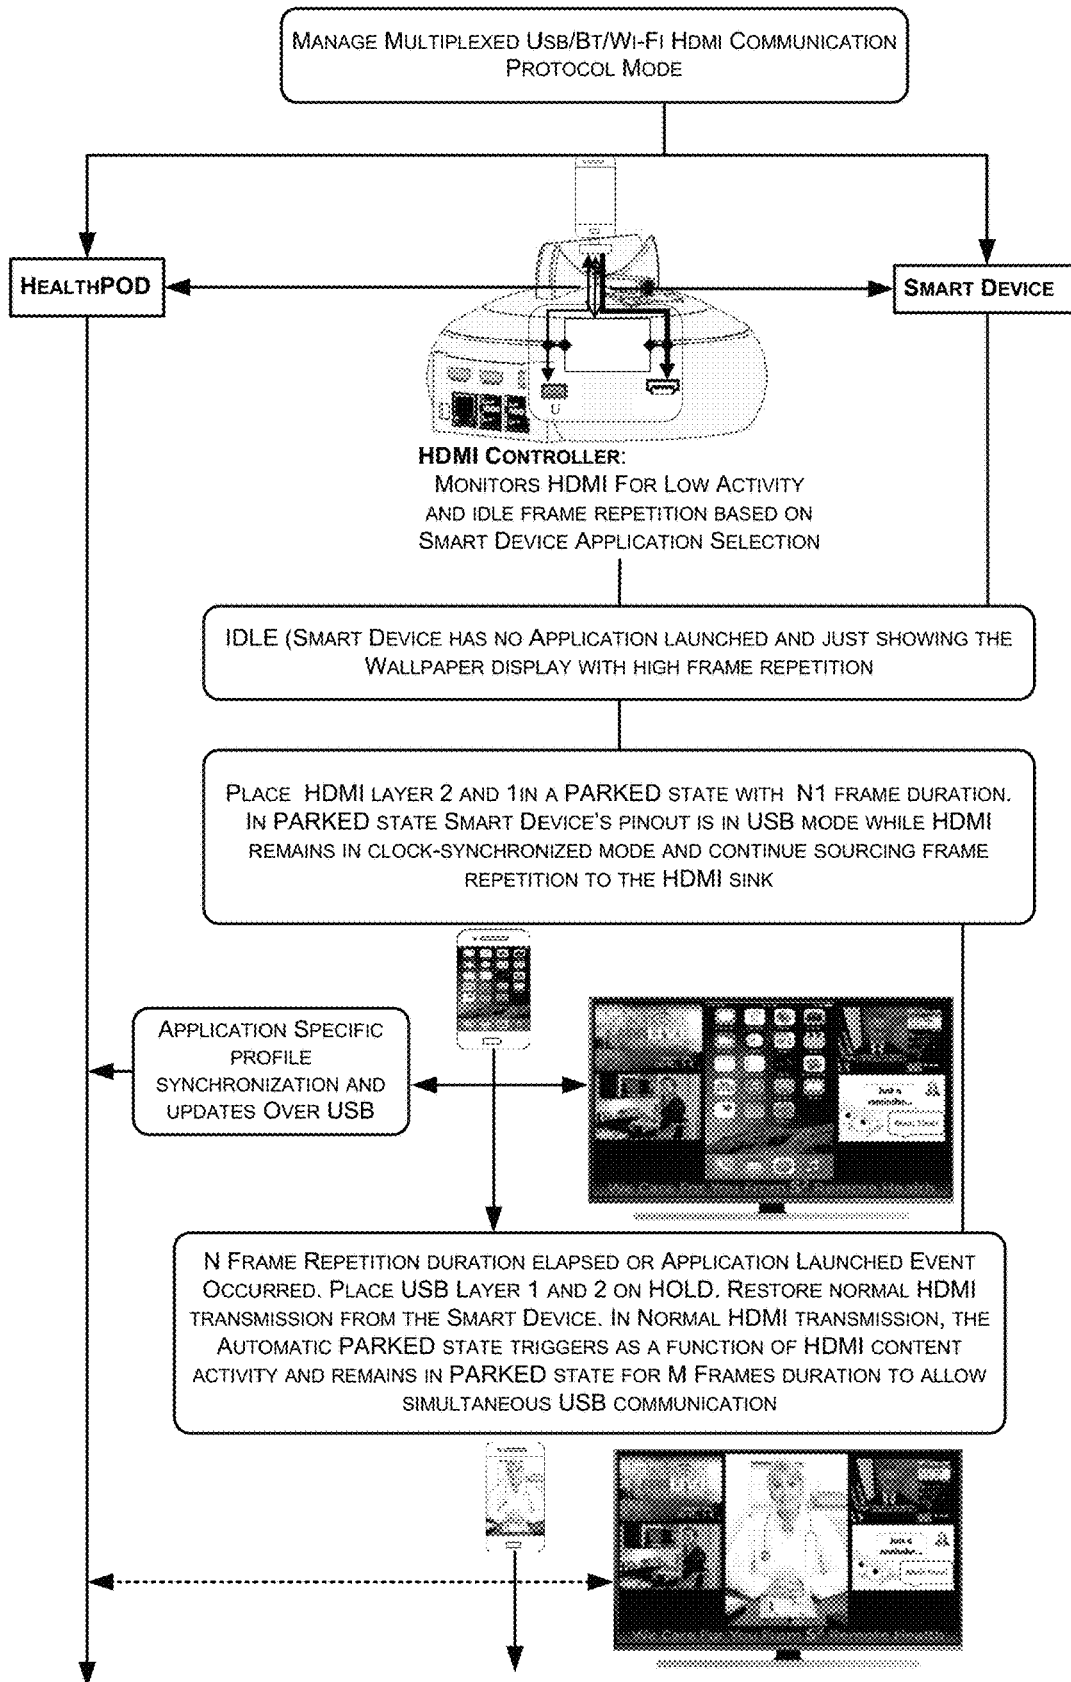 MANAGE MULTIPLEXED USB/BT/WI-FI HDMI COMMUNICATION
PROTOCOL MODE
HEALTHPOD
SMART DEVICE
U
HDMI CONTROLLER:
MONITORS HDMI FOR LOW ACTIVITY
AND IDLE FRAME REPETITION BASED ON
SMART DEVICE APPLICATION SELECTION
IDLE (SMART DEVICE HAS NO APPLICATION LAUNCHED AND JUST SHOWING THE
WALLPAPER DISPLAY WITH HIGH FRAME REPETITION
PLACE HDMI LAYER 2 AND 1IN A PARKED STATE WITH N1 FRAME DURATION.
IN PARKED STATE SMART DEVICE'S PINOUT IS IN USB MODE WHILE HDMI
REMAINS IN CLOCK-SYNCHRONIZED MODE AND CONTINUE SOURCING FRAME
REPETITION TO THE HDMI SINK
APPLICATION SPECIFIC
PROFILE
SYNCHRONIZATION AND
UPDATES OVER USB
Just a
reminder...
N FRAME REPETITION DURATION ELAPSED OR APPLICATION LAUNCHED EVENT
OCCURRED. PLACE USB LAYER 1 AND 2 ON HOLD. RESTORE NORMAL HDMI
TRANSMISSION FROM THE SMART DEVICE. IN NORMAL HDMI TRANSMISSION, THE
AUTOMATIC PARKED STATE TRIGGERS AS A FUNCTION OF HDMI CONTENT
ACTIVITY AND REMAINS IN PARKED STATE FOR M FRAMES DURATION TO ALLOW
SIMULTANEOUS USB COMMUNICATION
Just a
reminder...